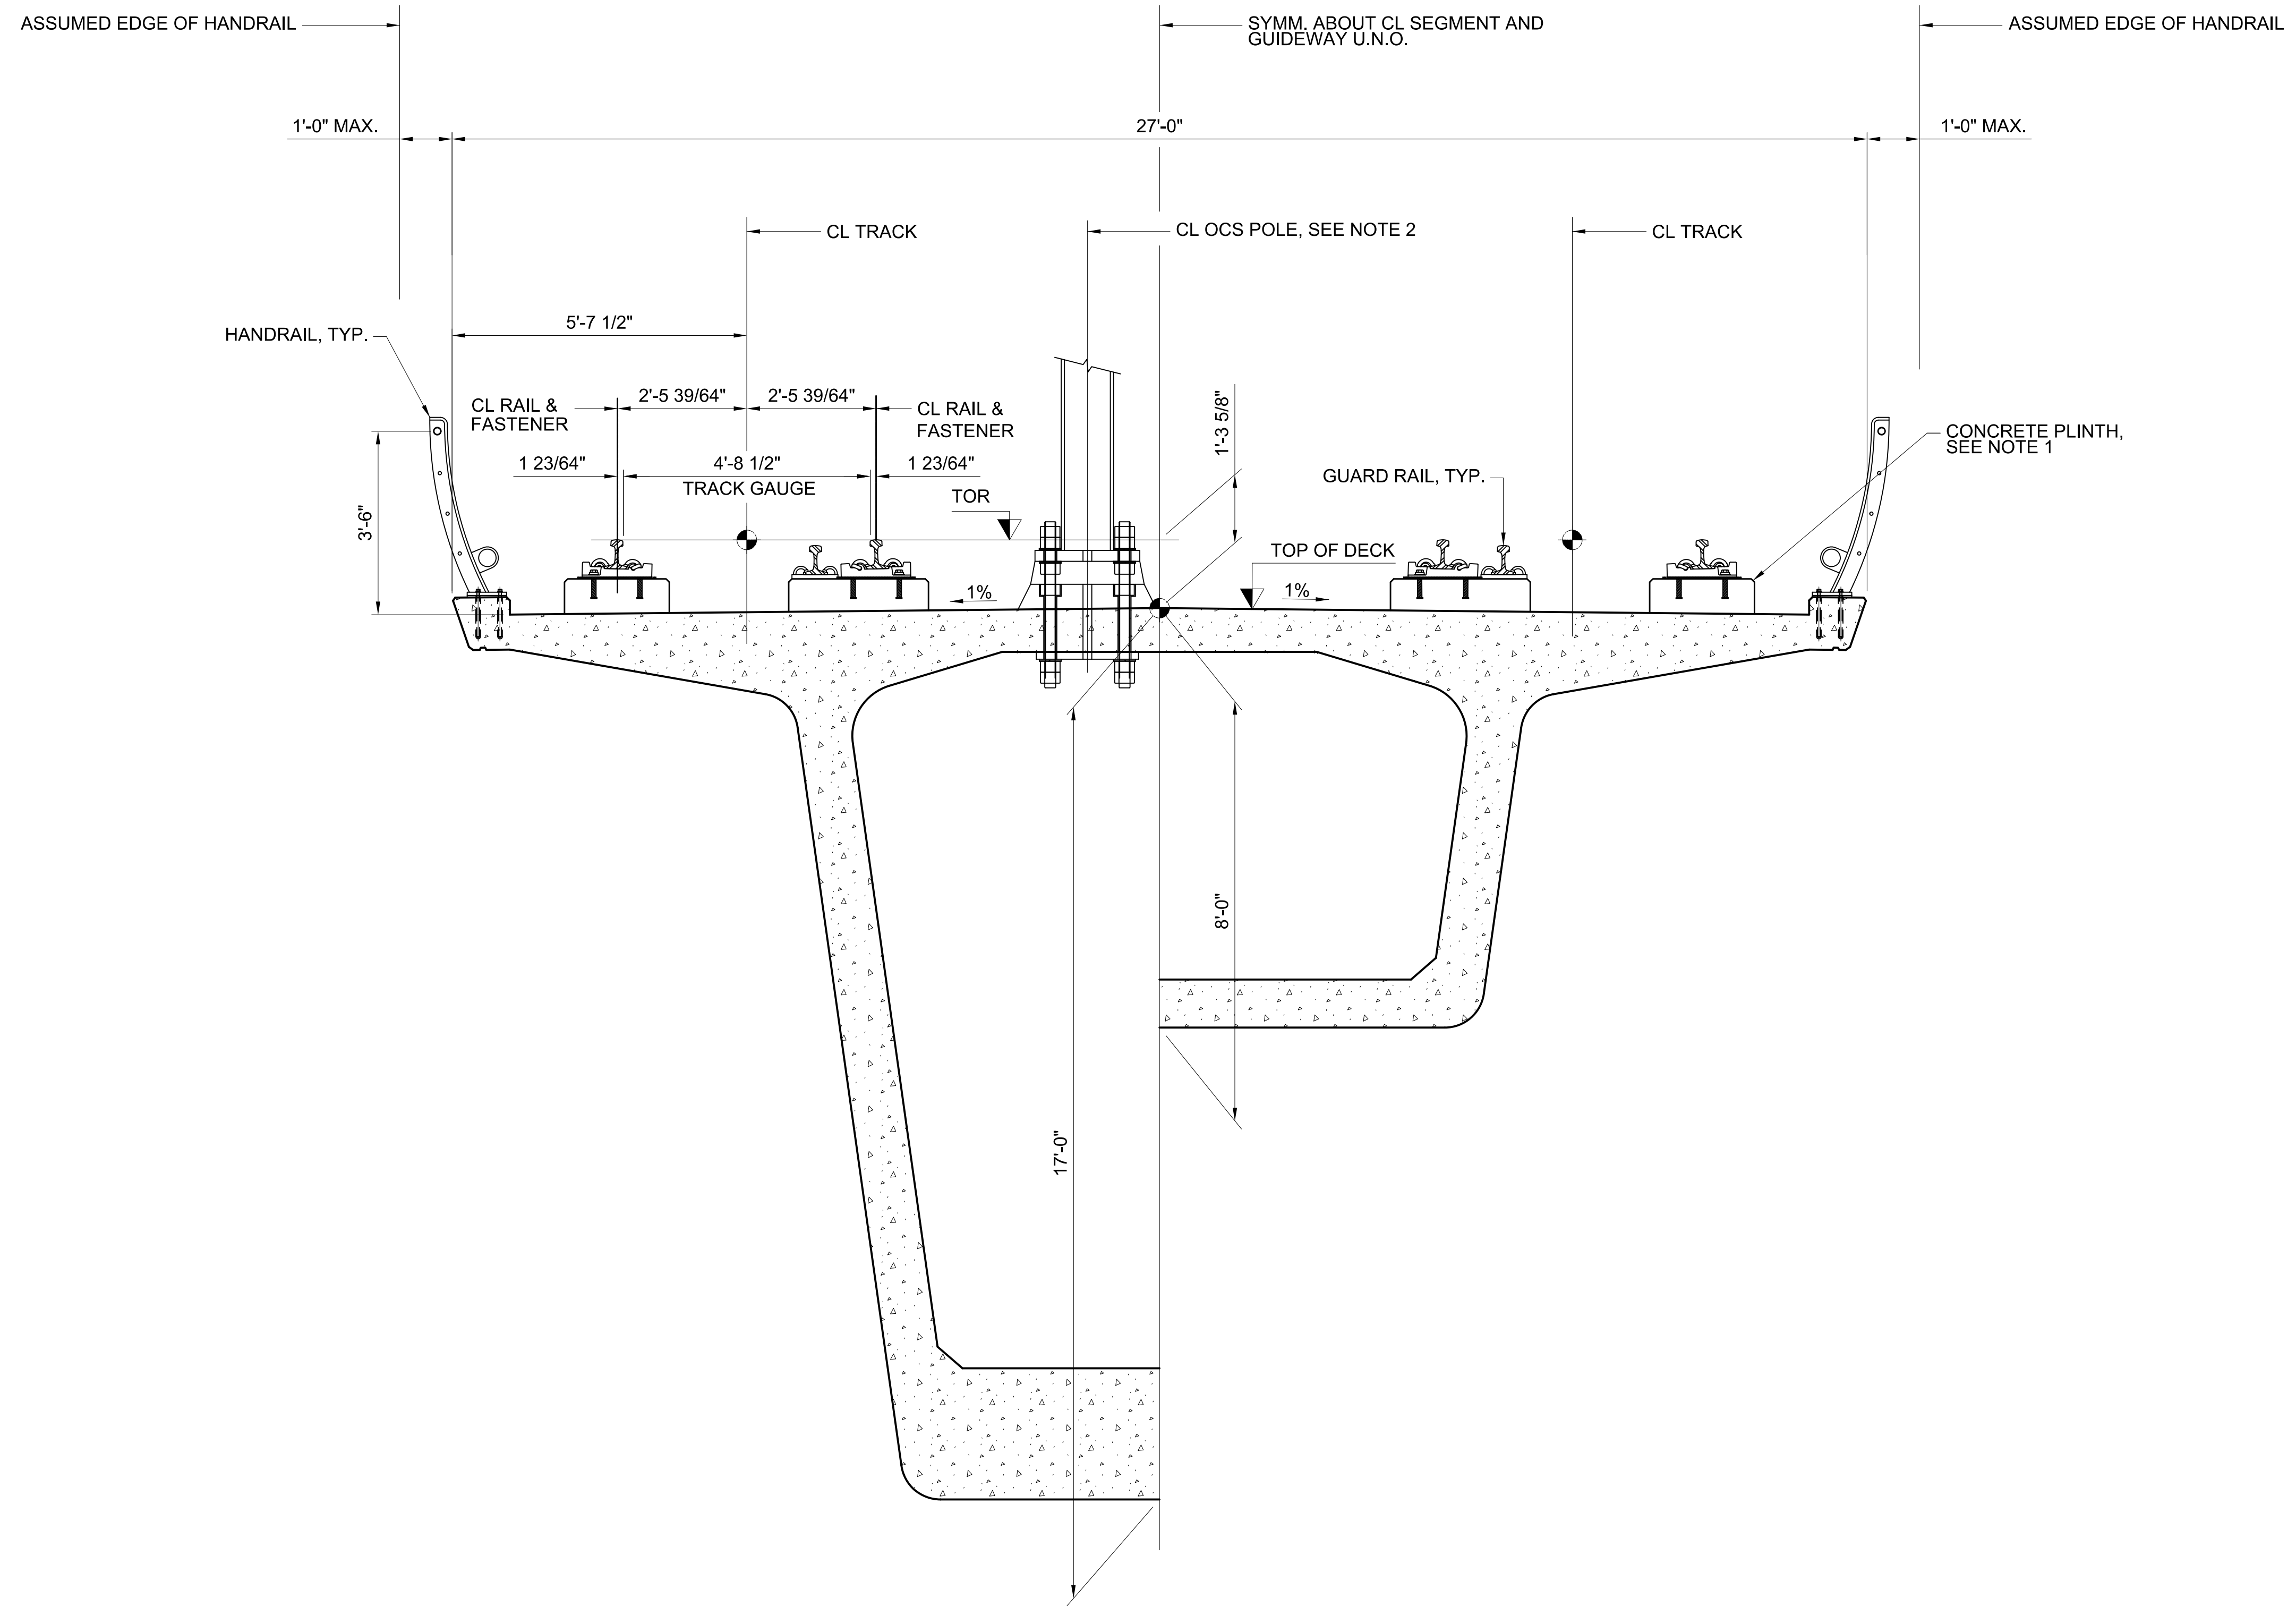 ASSUMED EDGE OF HANDRAIL
SYMM. ABOUT CL SEGMENT AND
GUIDEWAY U.N.O.
ASSUMED EDGE OF HANDRAIL
1'-0" MAX.
27'-0"
1'-0" MAX.
CL TRACK
CL OCS POLE, SEE NOTE 2
CL TRACK
5'-7 1/2"
HANDRAIL, TYP.
2'-5 39/64"
2'-5 39/64"
CL RAIL &
FASTENER
CL RAIL &
FASTENER
1'-3 5/8"
CONCRETE PLINTH,
SEE NOTE 1
1 23/64"
4'-8 1/2"
1 23/64"
TRACK GAUGE
GUARD RAIL, TYP.
TOR
3'-6"
TOP OF DECK
1%
1%
8'-0"
17'-0"